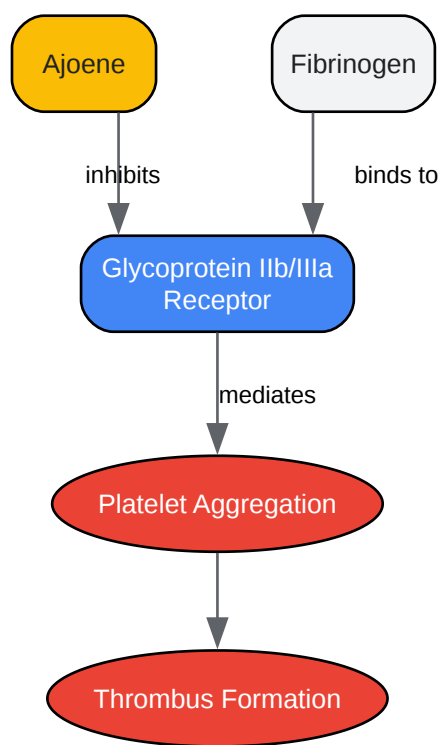 Ajoene
Fibrinogen
inhibits
binds to
Glycoprotein IIb/IIIa
Receptor
mediates
Platelet Aggregation
Thrombus Formation